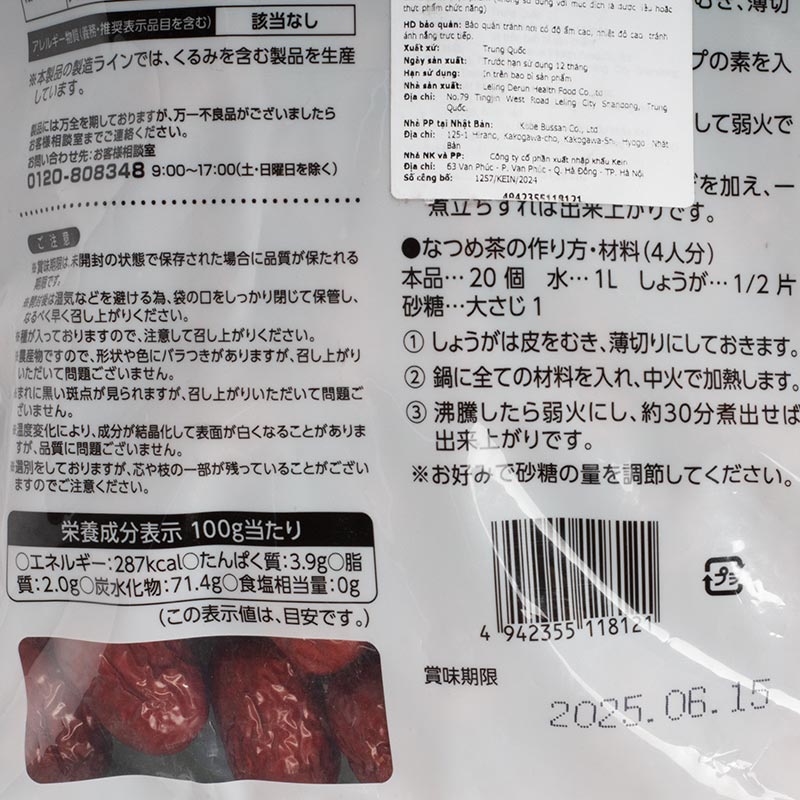 アレルギー物質(義務・推奨表示品目を含む) 該当なし
※本製品の製造ラインでは、くるみを含む製品を生産
しています。
製品には万全を期しておりますが、万一不良品がございましたら
お客様相談室までご連絡ください。
お問い合わせ先:お客様相談室
0120-808348 9:00~17:00(土・日曜日を除く)
ご注意
※賞味期限は、未開封の状態で保存された場合に品質が保たれる
期限です。
※開封後は湿気などを避ける為、袋の口をしっかり閉じて保管し、
なるべく早く召し上がりください。
※種が入っておりますので、注意して召し上がりください。
※農産物ですので、形状や色にバラつきがありますが、召し上がり
いただいて問題ございません。
※まれに黒い斑点が見られますが、召し上がりいただいて問題ご
ざいません。
※温度変化により、成分が結晶化して表面が白くなることがありま
すが、品質に問題ございません。
※選別をしておりますが、芯や枝の一部が残っていることがござい
ますのでご注意ください。
栄養成分表示 100g当たり
○エネルギー:287kcal○たんぱく質:3.9g○脂
質:2.0g○炭水化物:71.4g○食塩相当量:0g
(この表示値は、目安です。)
phẩm chức năng)
HD bảo quản: Bảo quản tránh nơi có độ ẩm cao, nhiệt độ cao, tránh
ánh nắng trực tiếp.
Xuất xứ: Trung Quốc
Ngày sản xuất: Trước hạn sử dụng 12 tháng
Hạn sử dụng: In trên bao bì sản phẩm
Nhà sản xuất: Leling Derun Health Food Co.,td
Địa chỉ: No.79 Tingjin West Road Leling City Shandong, Trung
Quốc.
Nhà PP tại Nhật Bản: Kobe Bussan Co., Ltd
Địa chỉ: 125-1 Hirano, Kakogawa-cho, Kakogawa-Shi, Hyogo Nhật
Bản
Nhà NK và PP: Công ty cổ phần xuất nhập khẩu Kein
Địa chỉ: 63 Vạn Phúc - P. Vạn Phúc - Q. Hà Đông - TP. Hà Nội
Số công bố: 1257/KEIN/2024
4942355118121
むき、薄切
プの素を入
して弱火で
を加え、一
煮立ちすれば出来上がりです。
●なつめ茶の作り方・材料(4人分)
本品…20個 水…1L しょうが…1/2片
砂糖…大さじ1
① しょうがは皮をむき、薄切りにしておきます。
② 鍋に全ての材料を入れ、中火で加熱します。
③ 沸騰したら弱火にし、約30分煮出せば
出来上がりです。
※お好みで砂糖の量を調節してください。
4 942355 118121
プラ
賞味期限
2025.06.15